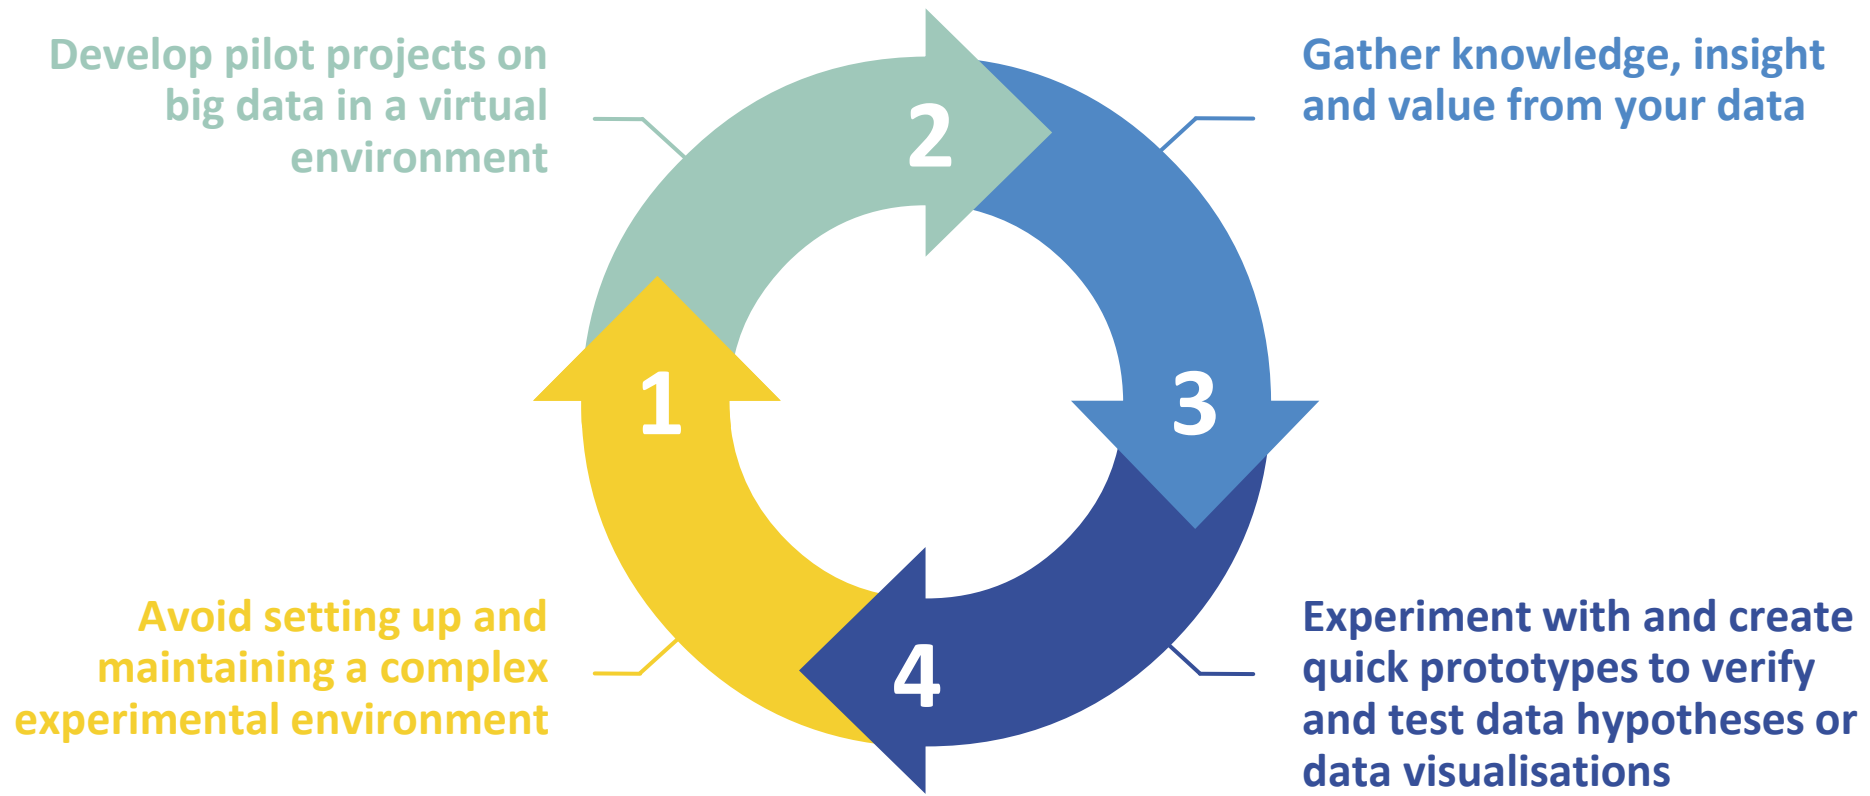 Develop pilot projects on
big data in a virtual
environment
2
Gather knowledge, insight
and value from your data
1
3
Avoid setting up and
maintaining a complex
experimental environment
4
Experiment with and create
quick prototypes to verify
and test data hypotheses or
data visualisations